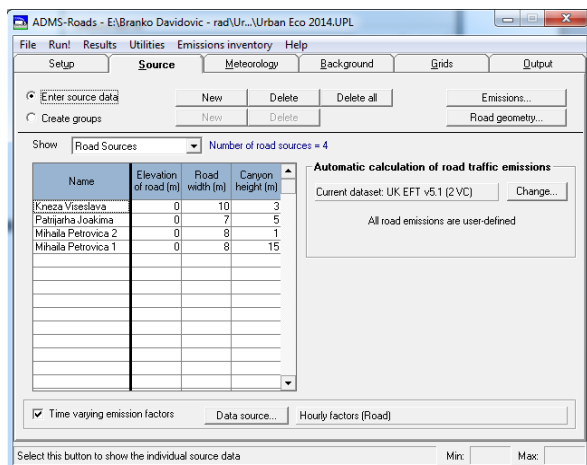 ADMS-Roads - E:\Branko Davidovic - rad\Ur...\Urban Eco 2014.UPL
File Run! Results Utilities Emissions inventory Help
Setup Source Meteorology Background Grids Output
Enter source data New Delete Delete all Emissions...
Create groups New Delete Road geometry...
Show Road Sources Number of road sources = 4
Name Elevation of road (m) Road width (m) Canyon height (m)
Kneza Viseslava 0 10 3
Patrijarha Joakima 0 7 5
Mihaila Petrovica 2 0 8 1
Mihaila Petrovica 1 0 8 15
Automatic calculation of road traffic emissions
Current dataset: UK EFT v5.1 (2 VC) Change...
All road emissions are user-defined
Time varying emission factors Data source... Hourly factors (Road)
Select this button to show the individual source data Min: Max: